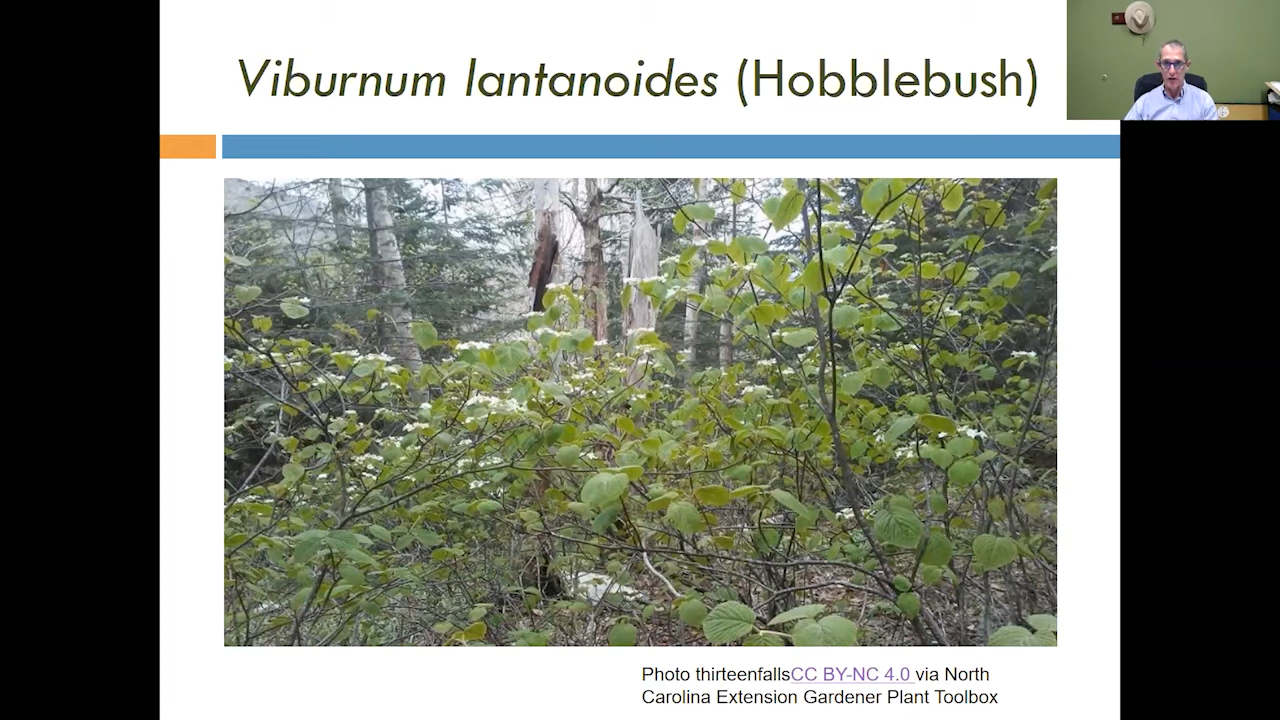 Viburnum lantanoides (Hobblebush)
Photo thirteenfallsCC BY-NC 4.0 via North
Carolina Extension Gardener Plant Toolbox